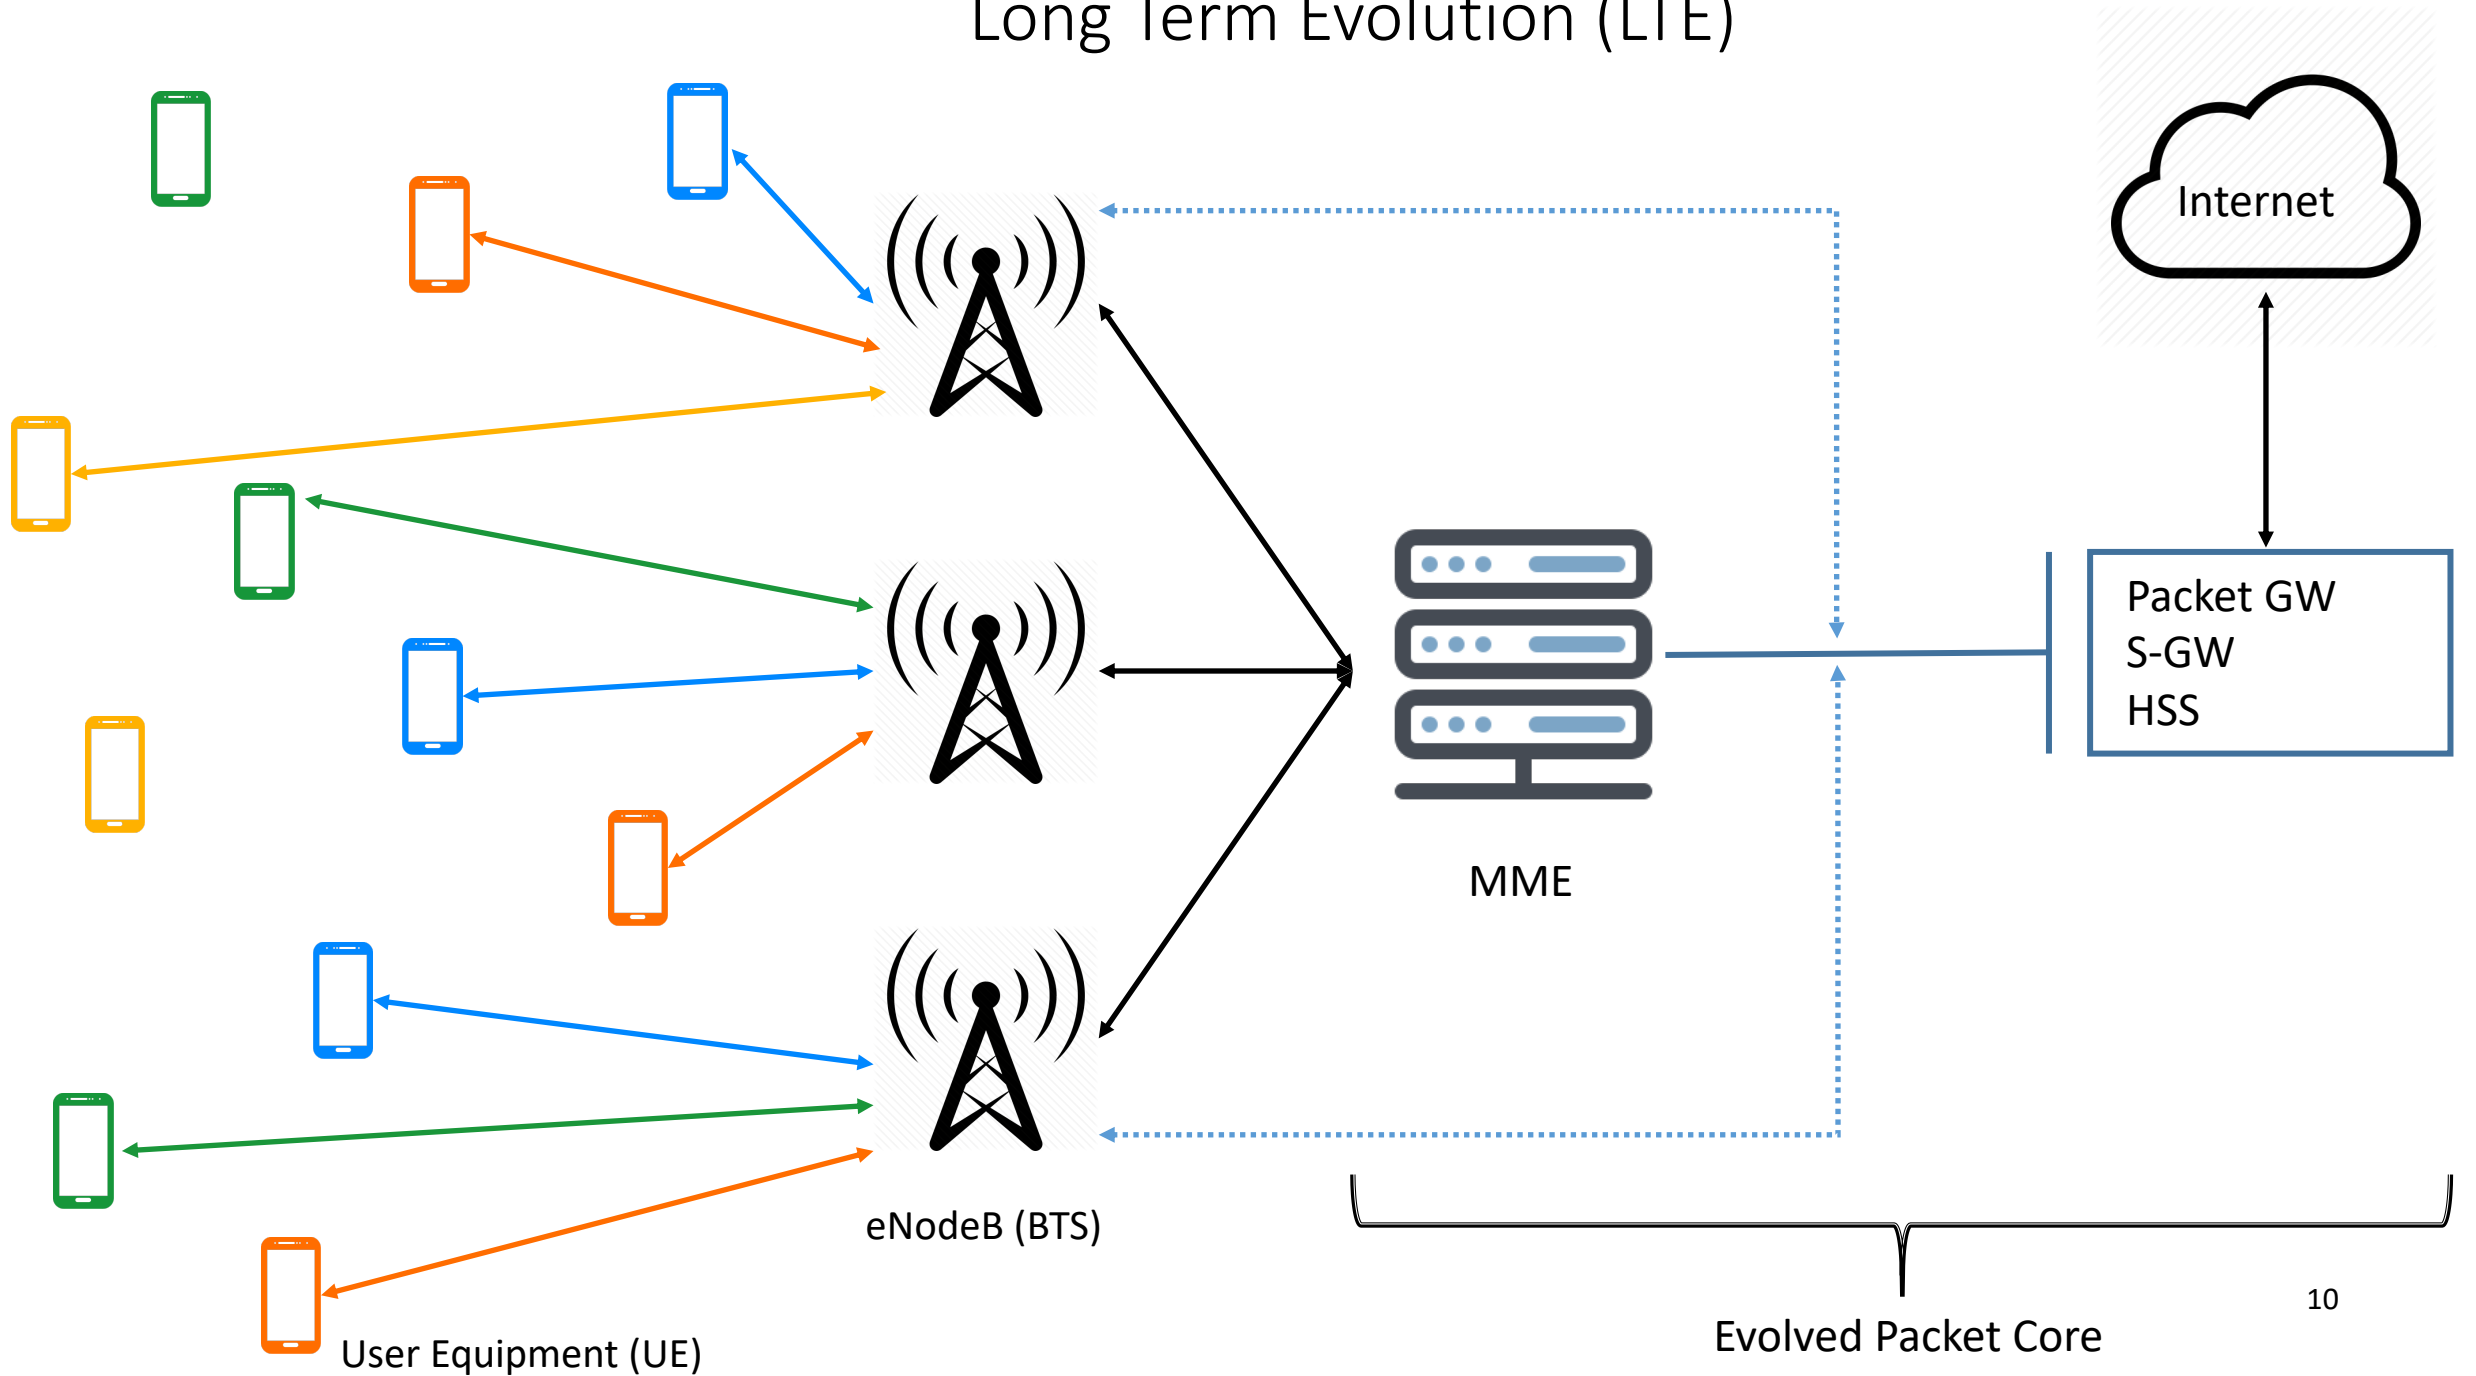 Long Term Evolution (LTE)
Internet
Packet GW
S-GW
HSS
MME
eNodeB (BTS)
User Equipment (UE)
Evolved Packet Core
10